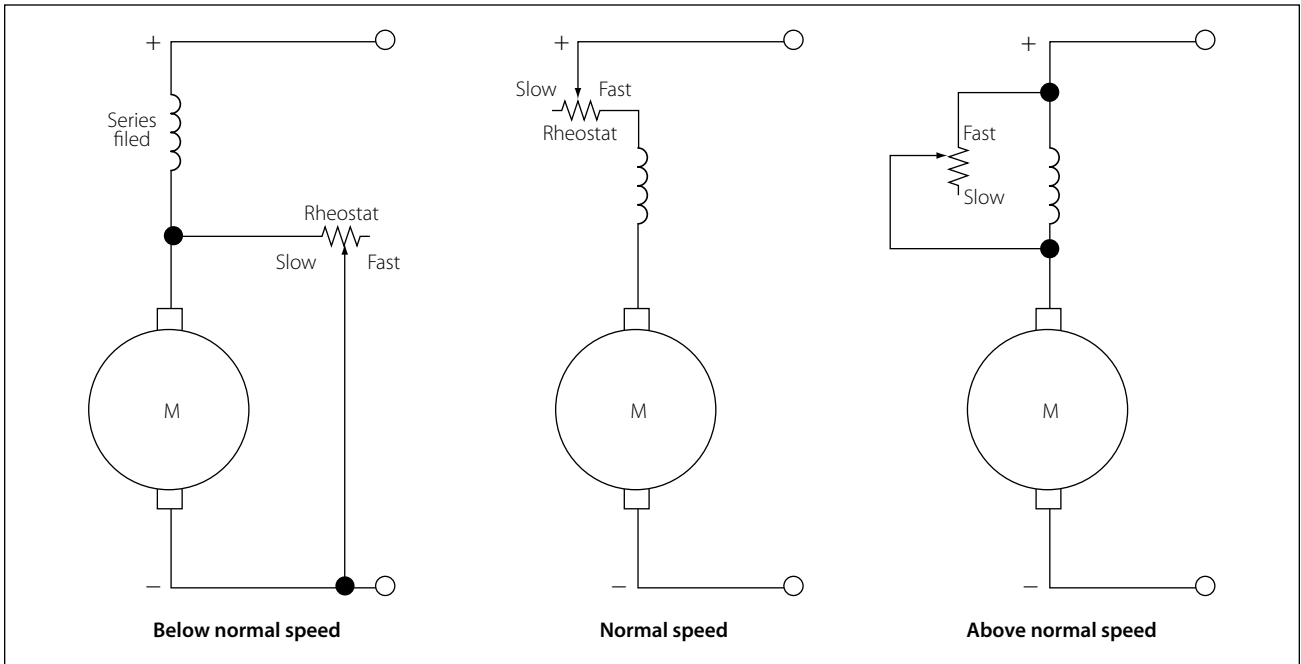 +
Series
filed
Rheostat
Slow
Fast
M
−
Below normal speed
+
Slow
Fast
Rheostat
M
−
Normal speed
+
Fast
Slow
M
−
Above normal speed